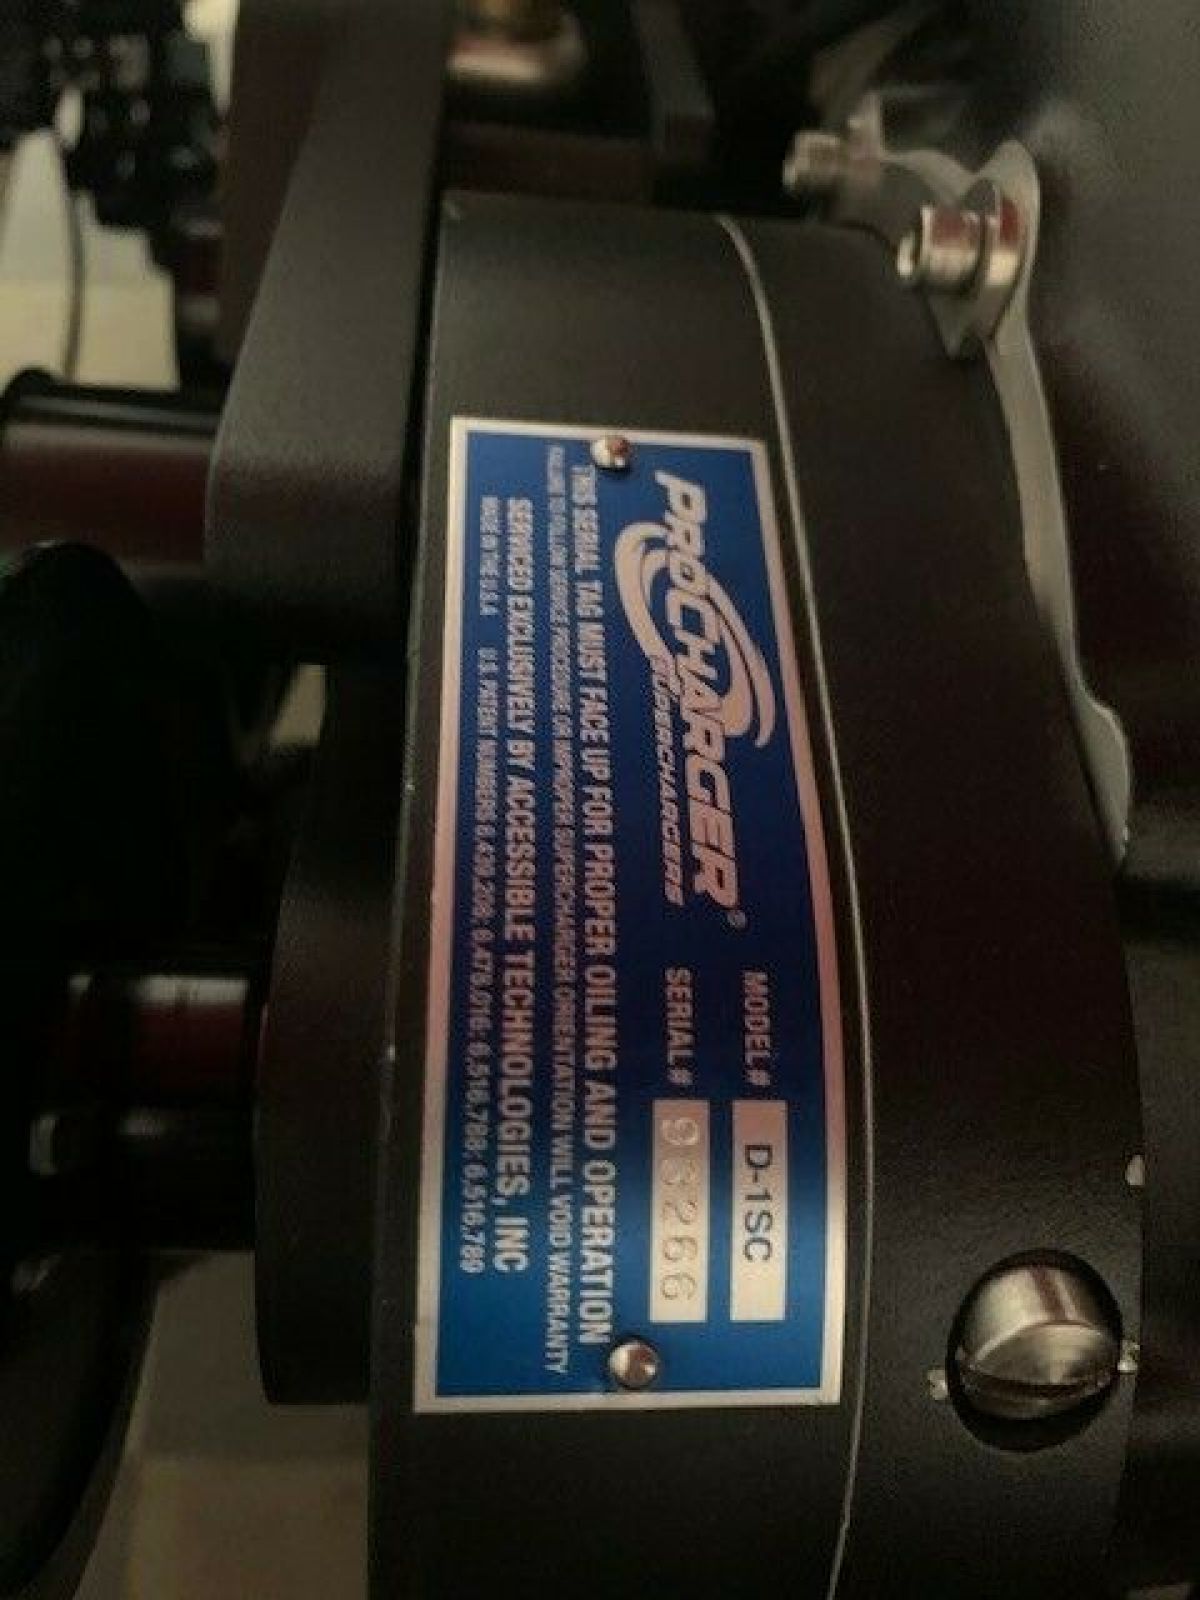 PROCHARGER®
SUPERCHARGERS
MODEL# D-1SC
SERIAL# 96266
THIS SERIAL TAG MUST FACE UP FOR PROPER OILING AND OPERATION
FAILURE TO FOLLOW SERVICE PROCEDURE OR IMPROPER SUPERCHARGER ORIENTATION WILL VOID WARRANTY
SERVICED EXCLUSIVELY BY ACCESSIBLE TECHNOLOGIES, INC
MADE IN THE U.S.A U.S. PATENT NUMBERS 6,439,208; 6,478,016; 6,516,788; 6,516,789